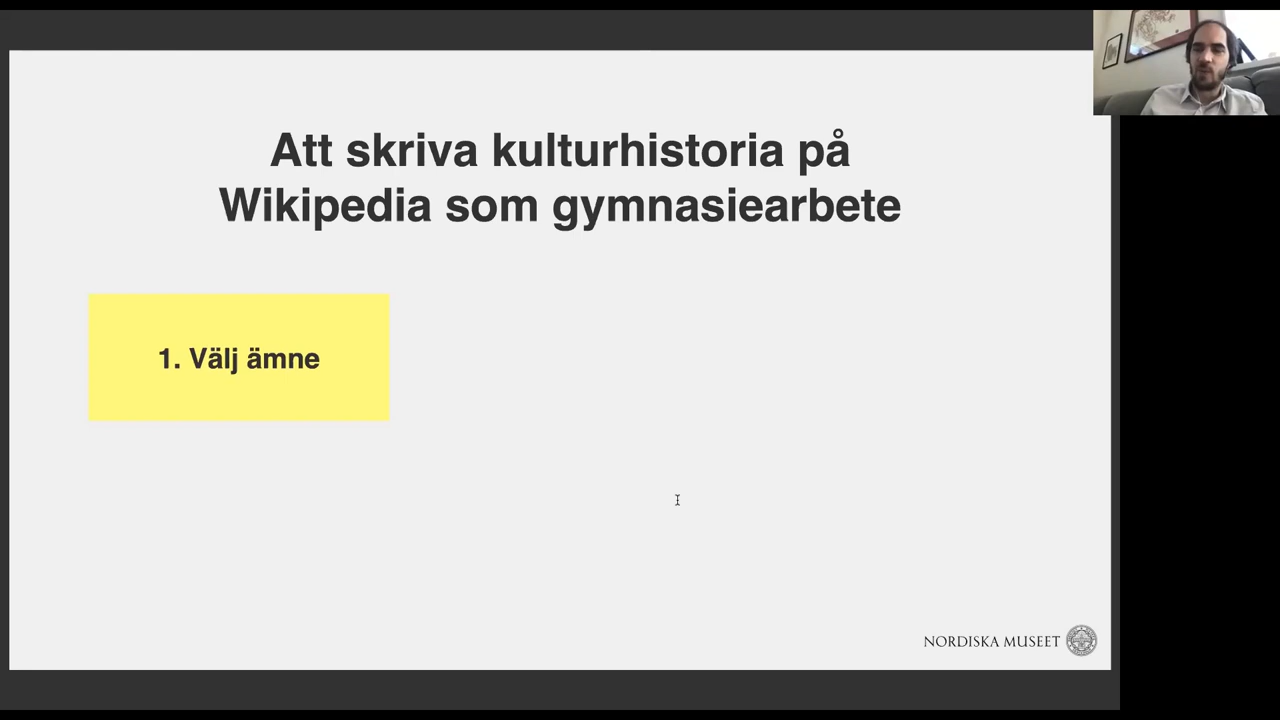 Att skriva kulturhistoria på
Wikipedia som gymnasiearbete
1. Välj ämne
NORDISKA MUSEET